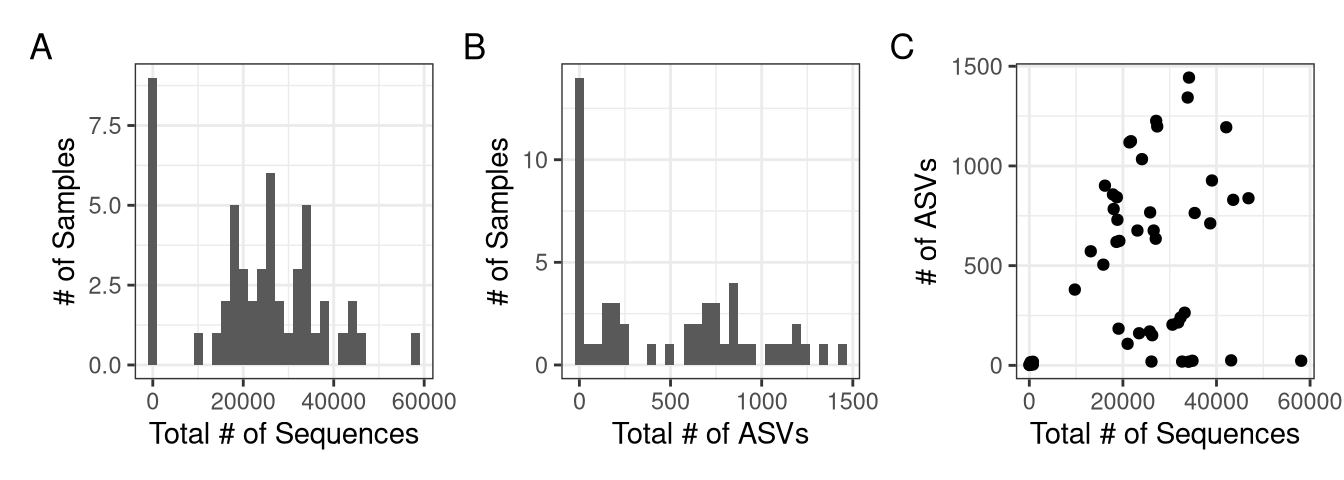 A
# of Samples
7.5
5.0
2.5
0.0
0
20000
40000
60000
Total # of Sequences
B
# of Samples
10
5
0
0
500
1000
1500
Total # of ASVs
C
# of ASVs
1500
1000
500
0
0
20000
40000
60000
Total # of Sequences